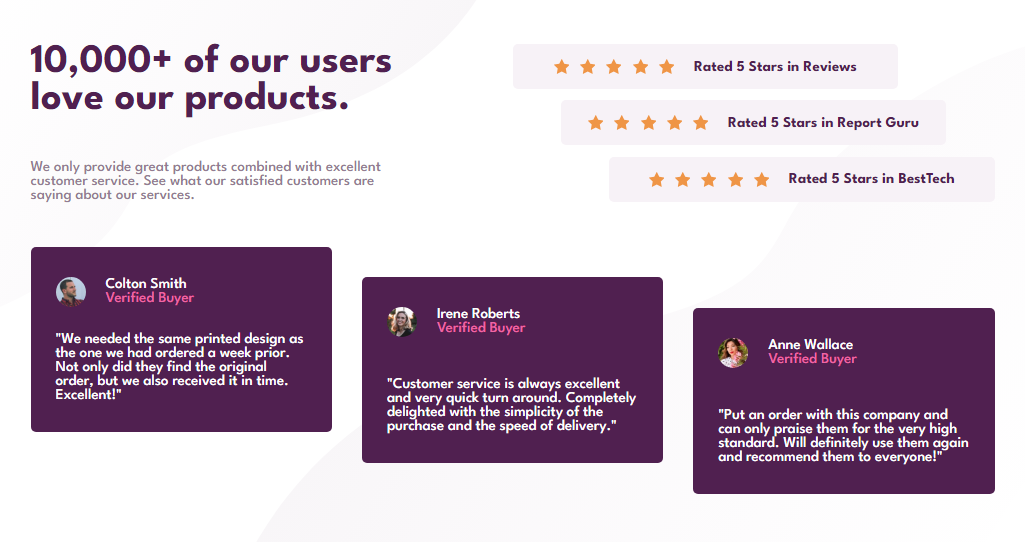 10,000+ of our users
love our products.
We only provide great products combined with excellent
customer service. See what our satisfied customers are
saying about our services.
Rated 5 Stars in Reviews
Rated 5 Stars in Report Guru
Rated 5 Stars in BestTech
Colton Smith
Verified Buyer
"We needed the same printed design as
the one we had ordered a week prior.
Not only did they find the original
order, but we also received it in time.
Excellent!"
Irene Roberts
Verified Buyer
"Customer service is always excellent
and very quick turn around. Completely
delighted with the simplicity of the
purchase and the speed of delivery."
Anne Wallace
Verified Buyer
"Put an order with this company and
can only praise them for the very high
standard. Will definitely use them again
and recommend them to everyone!"